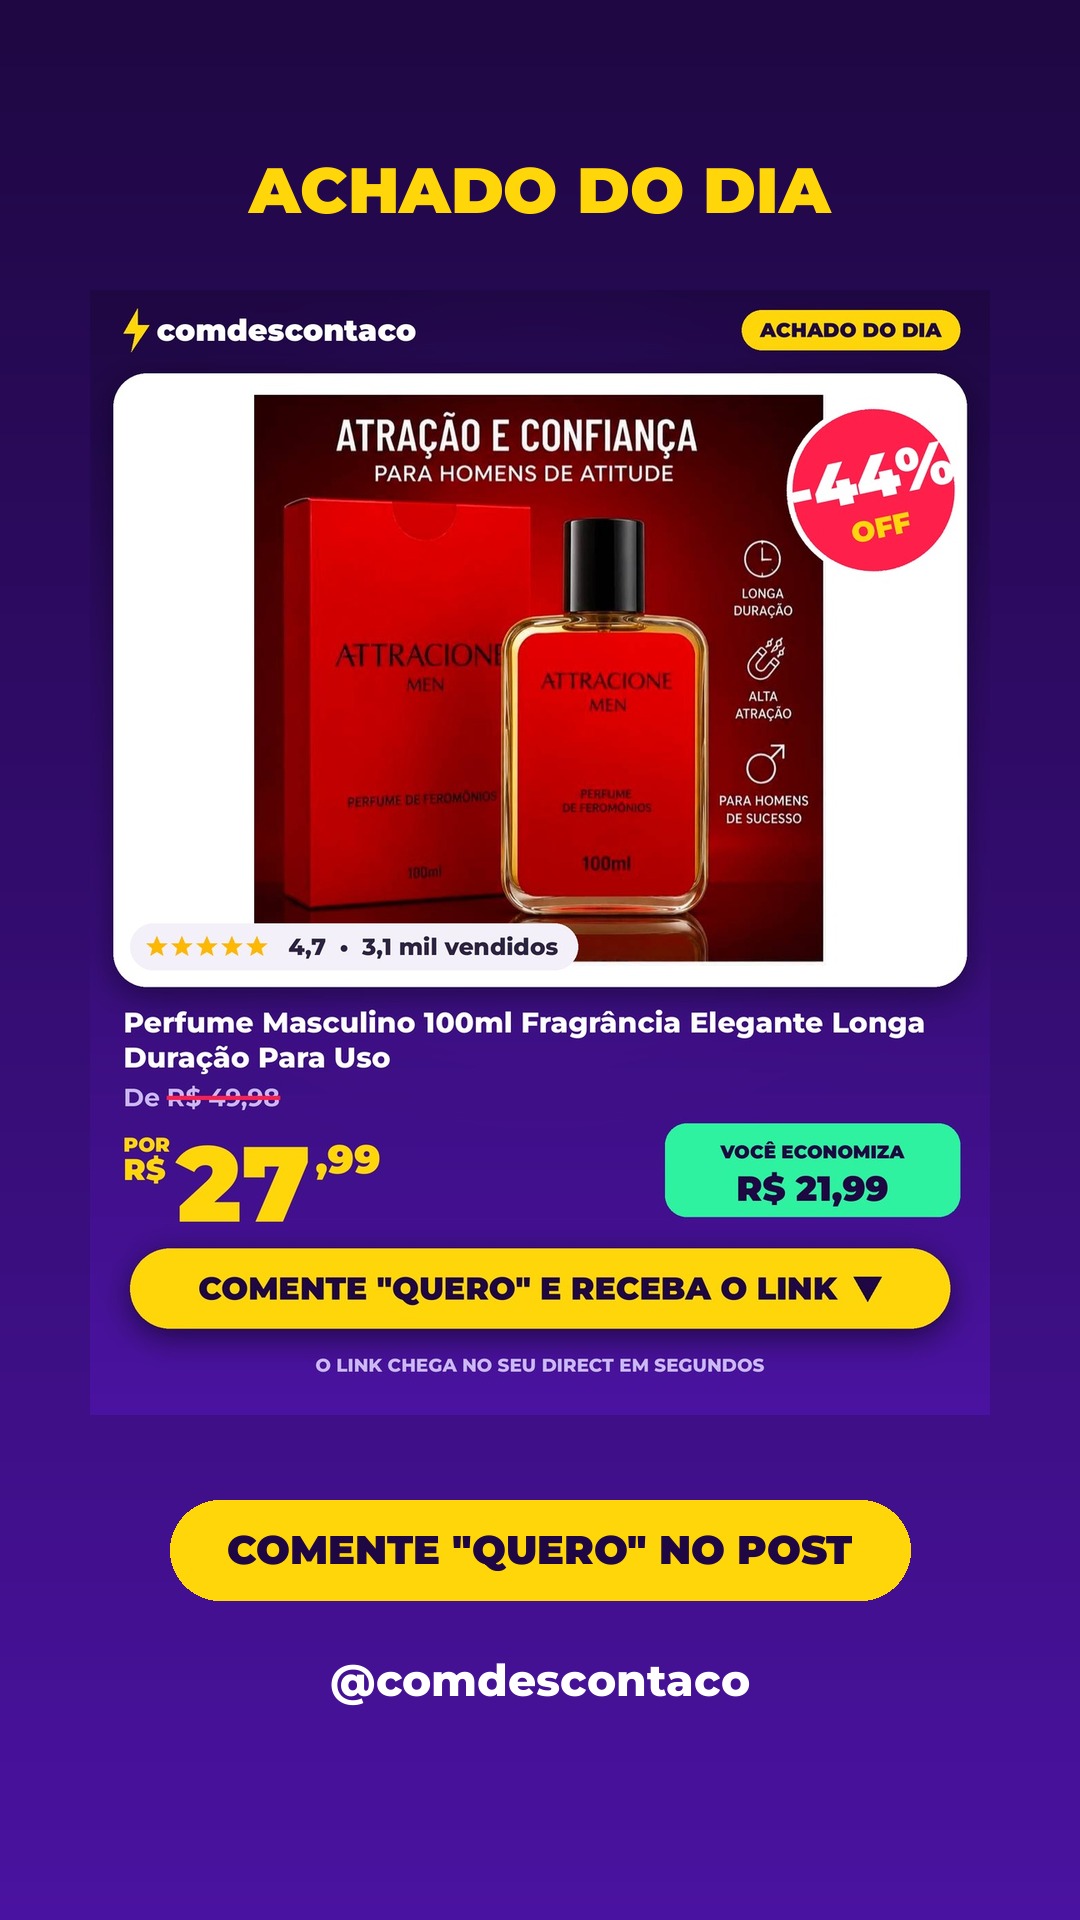 ACHADO DO DIA
comdescontaco
ACHADO DO DIA
ATRAÇÃO E CONFIANÇA
PARA HOMENS DE ATITUDE
-44%
OFF
LONGA
DURAÇÃO
ALTA
ATRAÇÃO
PARA HOMENS
DE SUCESSO
ATTRACIONE
MEN
PERFUME DE FEROMÔNIOS
100ml
ATTRACIONE
MEN
PERFUME
DE FEROMÔNIOS
100ml
4,7 • 3,1 mil vendidos
Perfume Masculino 100ml Fragrância Elegante Longa
Duração Para Uso
De R$ 49,98
POR
R$ 27,99
VOCÊ ECONOMIZA
R$ 21,99
COMENTE "QUERO" E RECEBA O LINK ▼
O LINK CHEGA NO SEU DIRECT EM SEGUNDOS
COMENTE "QUERO" NO POST
@comdescontaco